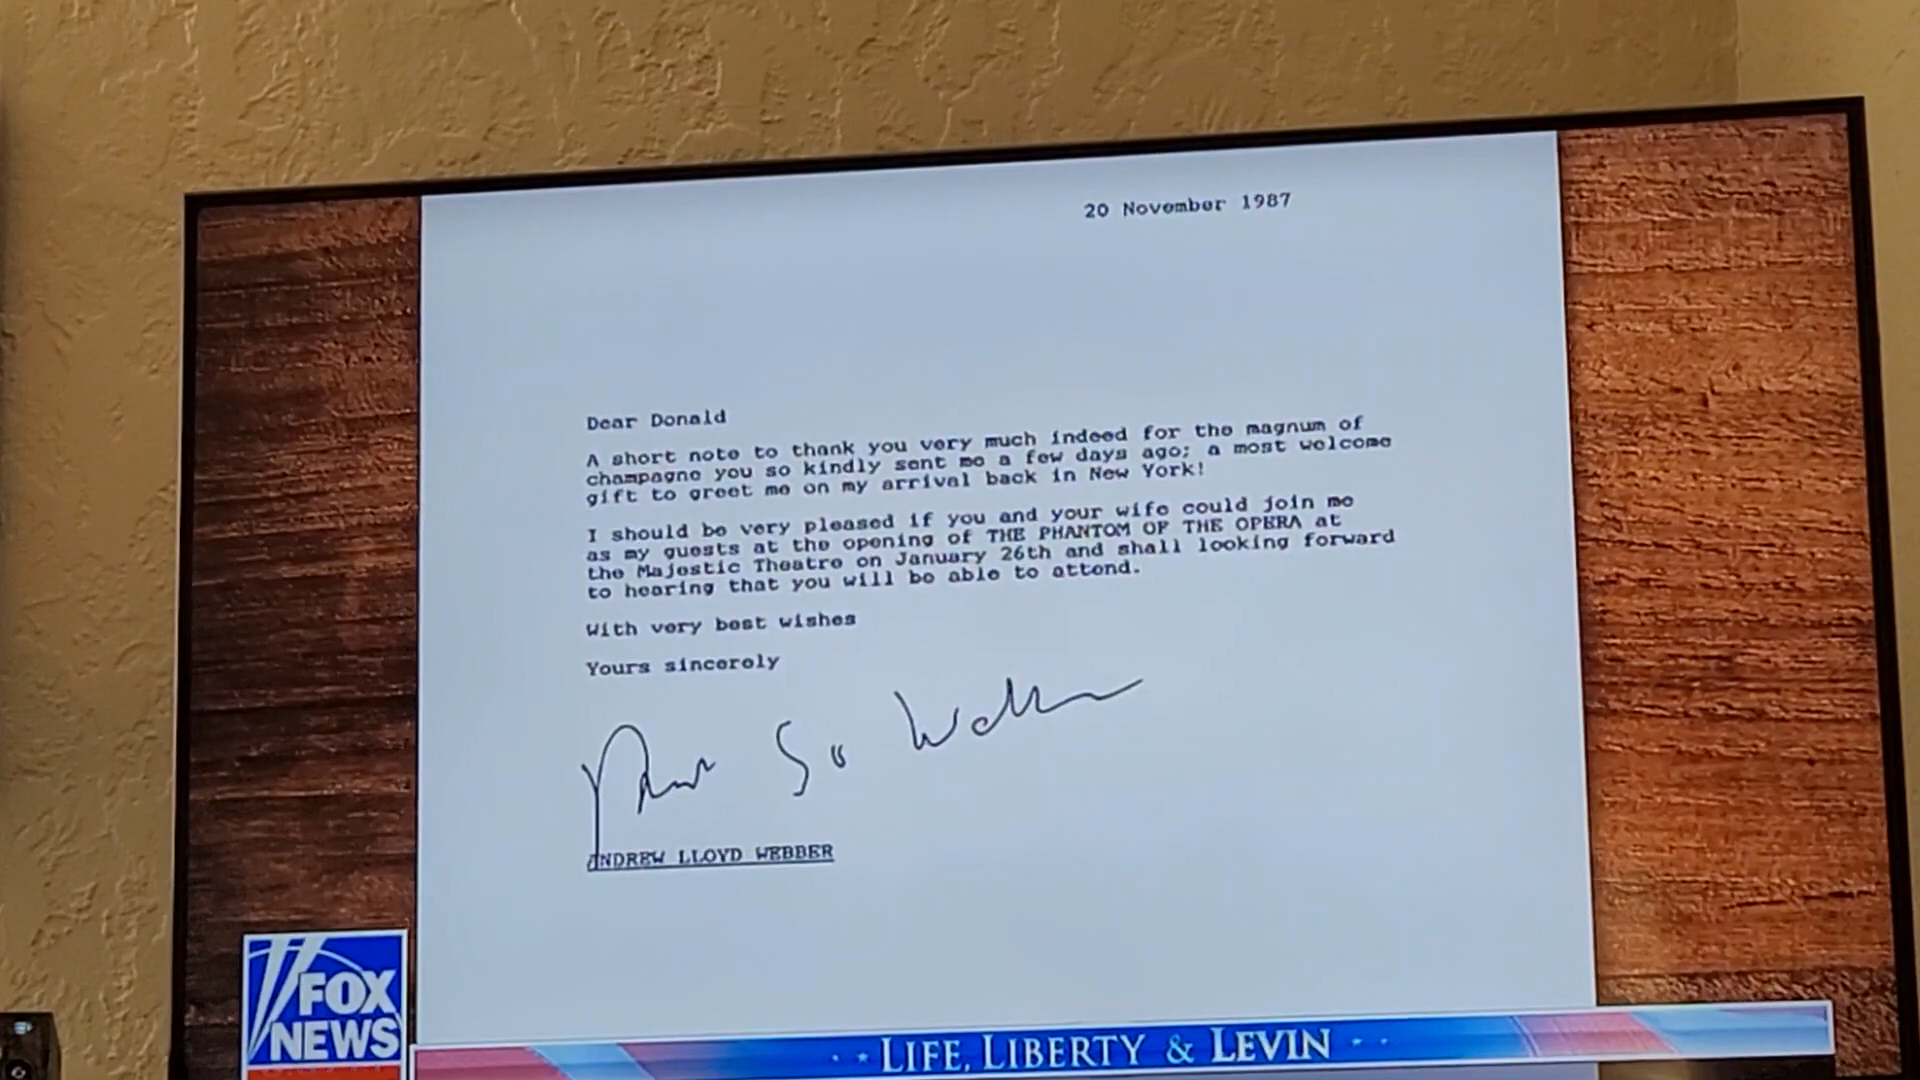 20 November 1987
Dear Donald
A short note to thank you very much indeed for the magnum of
champagne you so kindly sent me a few days ago; a most welcome
gift to greet me on my arrival back in New York!
I should be very pleased if you and your wife could join me
as my guests at the opening of THE PHANTOM OF THE OPERA at
the Majestic Theatre on January 26th and shall looking forward
to hearing that you will be able to attend.
With very best wishes
Yours sincerely
ANDREW LLOYD WEBBER
FOX
NEWS
LIFE, LIBERTY & LEVIN